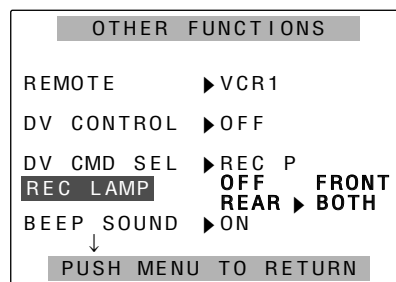 OTHER FUNCTIONS
REMOTE ▶VCR1
DV CONTROL ▶OFF
DV CMD SEL ▶REC P
REC LAMP OFF FRONT
REAR ▶ BOTH
BEEP SOUND ▶ON
↓
PUSH MENU TO RETURN